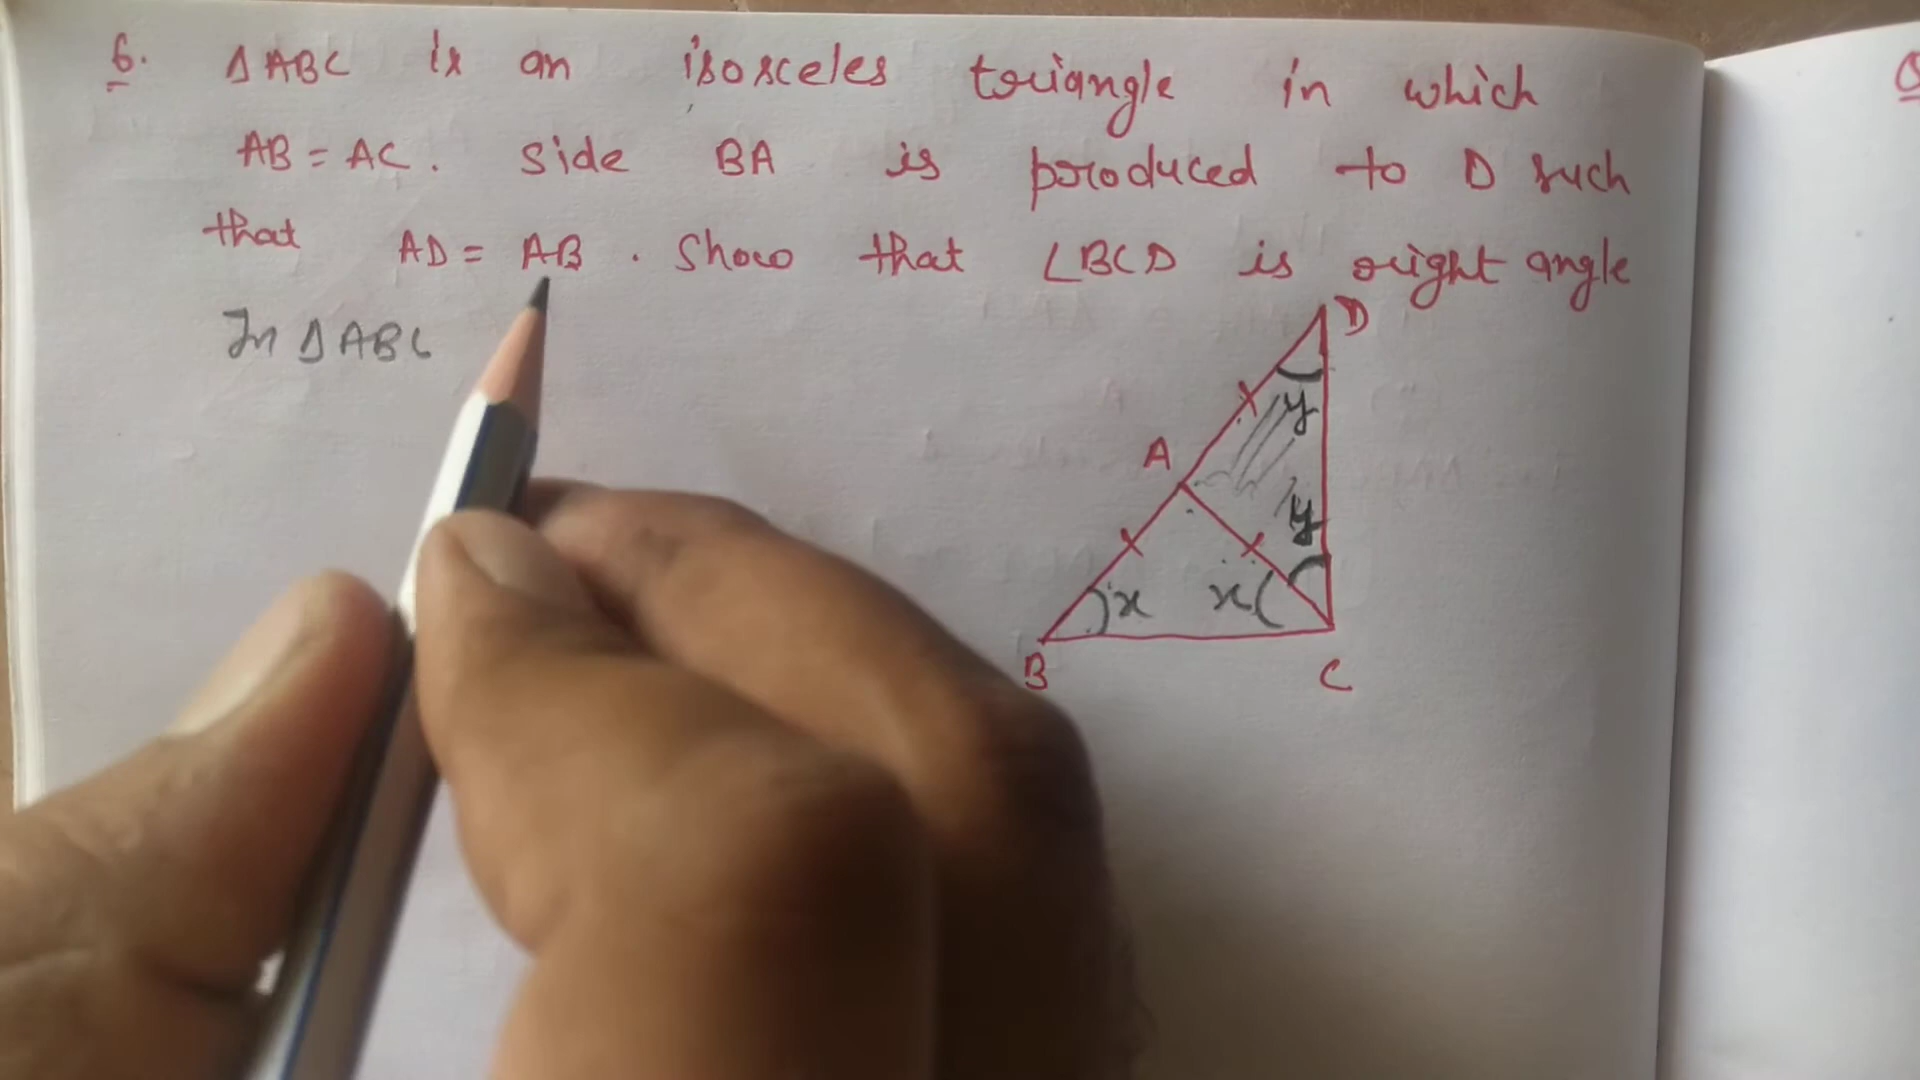 6. ΔABC is an isosceles triangle in which
AB = AC. Side BA is produced to D such
that AD = AB. Show that ∠BCD is right angle
In ΔABC
D
y
A
y
x x
B C